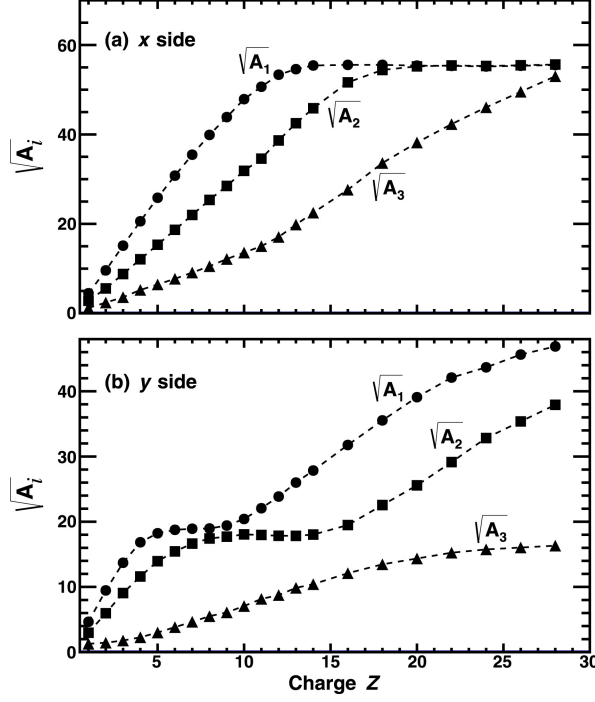 (a) x side
√A1
√A2
√A3
√Ai
60
40
20
0
(b) y side
√A1
√A2
√A3
√Ai
40
30
20
10
0
5 10 15 20 25 30
Charge Z